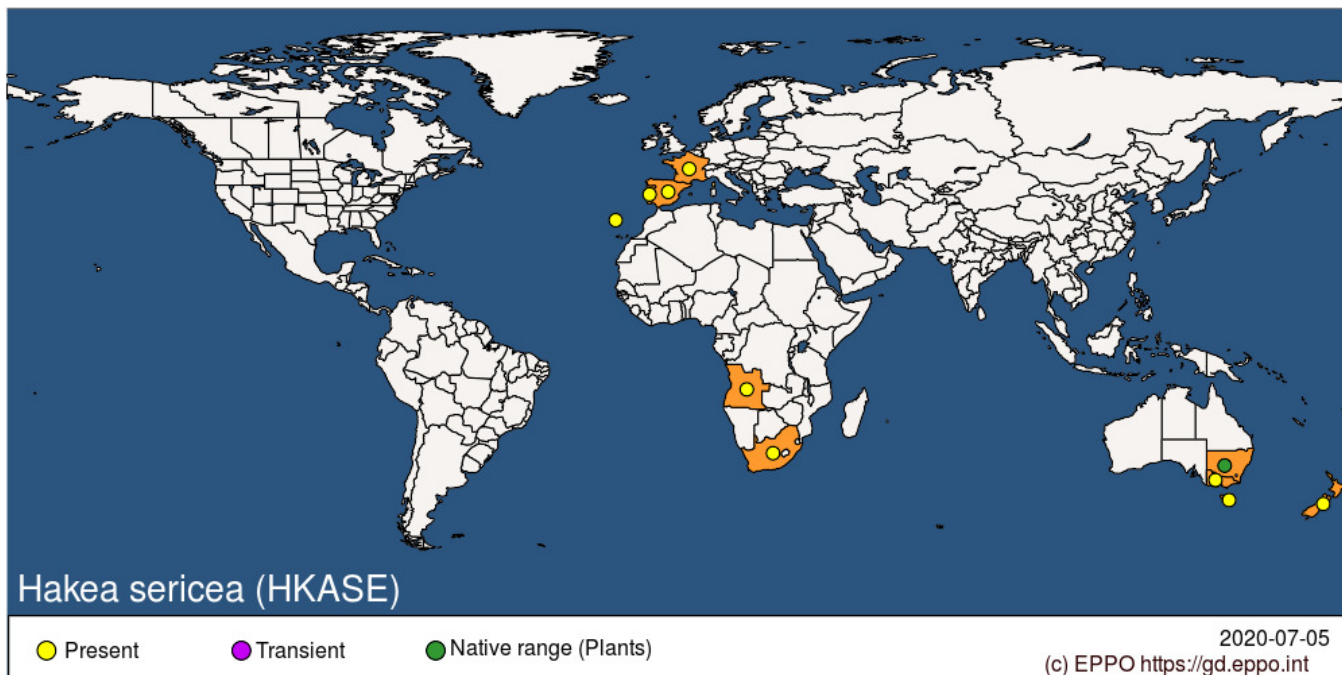 Hakea sericea (HKASE)
Present
Transient
Native range (Plants)
2020-07-05
(c) EPPO https://gd.eppo.int